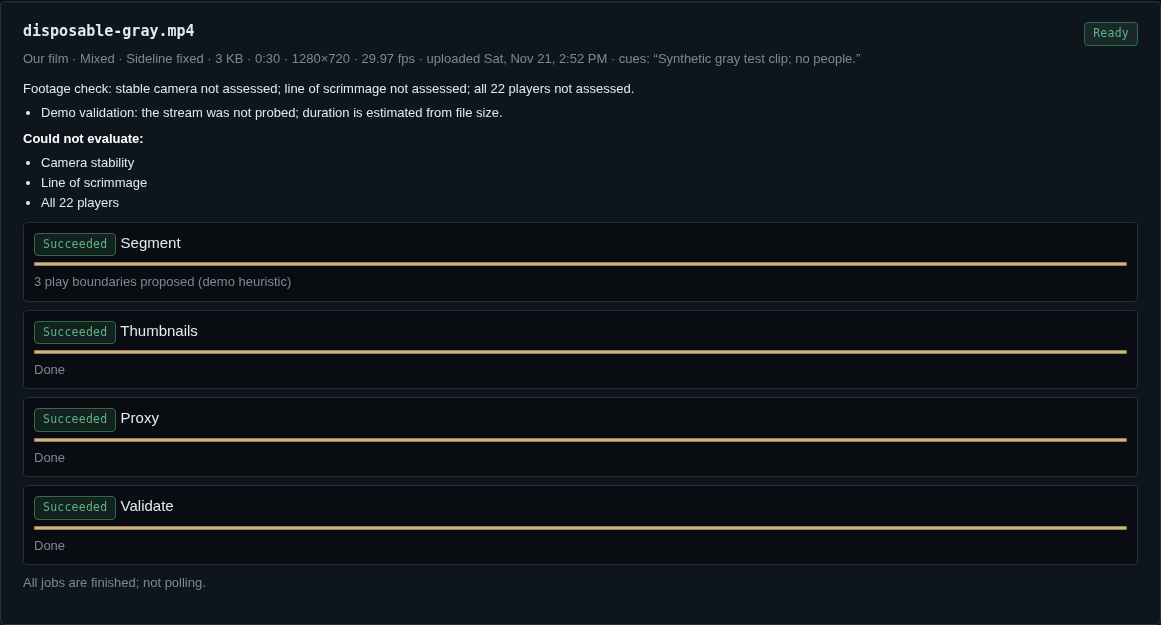 disposable-gray.mp4
Ready
Our film · Mixed · Sideline fixed · 3 KB · 0:30 · 1280×720 · 29.97 fps · uploaded Sat, Nov 21, 2:52 PM · cues: “Synthetic gray test clip; no people.”
Footage check: stable camera not assessed; line of scrimmage not assessed; all 22 players not assessed.
• Demo validation: the stream was not probed; duration is estimated from file size.
Could not evaluate:
• Camera stability
• Line of scrimmage
• All 22 players
Succeeded Segment
3 play boundaries proposed (demo heuristic)
Succeeded Thumbnails
Done
Succeeded Proxy
Done
Succeeded Validate
Done
All jobs are finished; not polling.